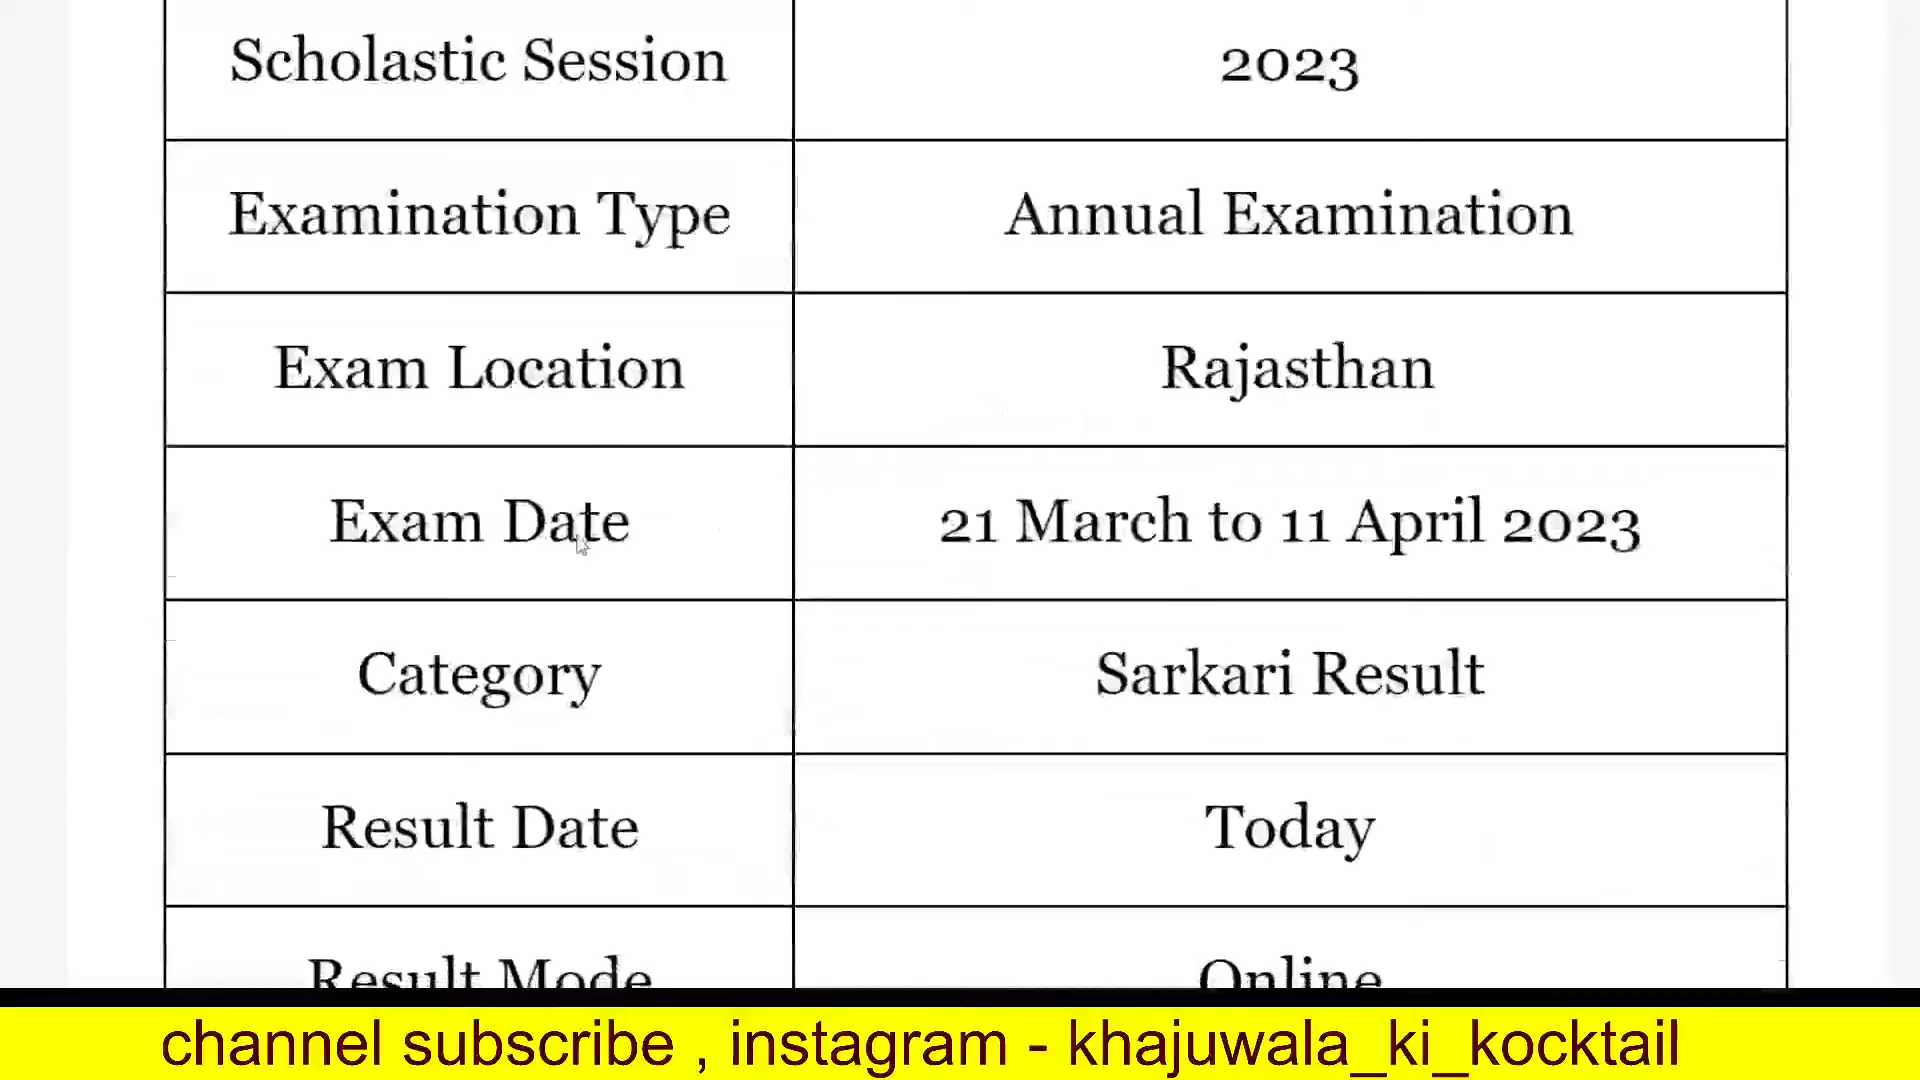 Scholastic Session 2023
Examination Type Annual Examination
Exam Location Rajasthan
Exam Date 21 March to 11 April 2023
Category Sarkari Result
Result Date Today
Result Mode Online
channel subscribe , instagram - khajuwala_ki_kocktail